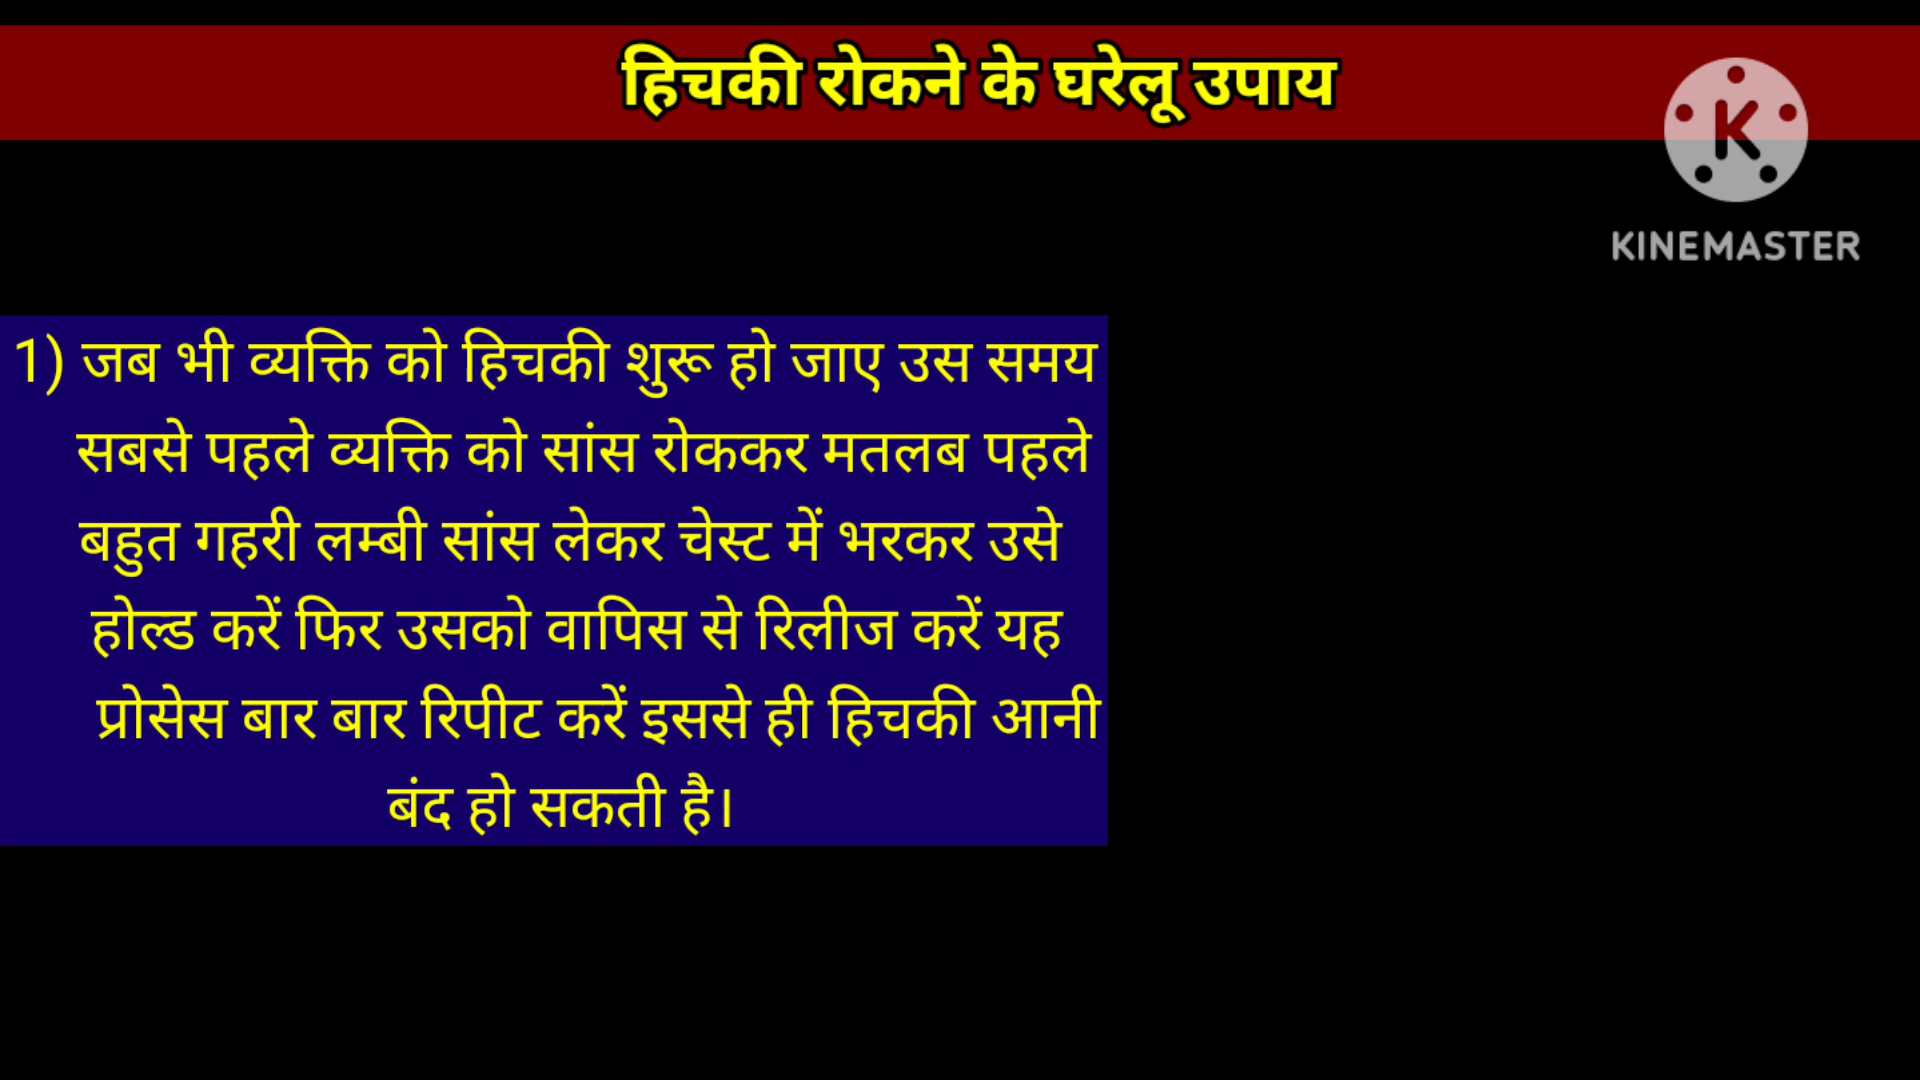 हिचकी रोकने के घरेलू उपाय
K
KINEMASTER
1) जब भी व्यक्ति को हिचकी शुरू हो जाए उस समय
सबसे पहले व्यक्ति को सांस रोककर मतलब पहले
बहुत गहरी लम्बी सांस लेकर चेस्ट में भरकर उसे
होल्ड करें फिर उसको वापिस से रिलीज करें यह
प्रोसेस बार बार रिपीट करें इससे ही हिचकी आनी
बंद हो सकती है।